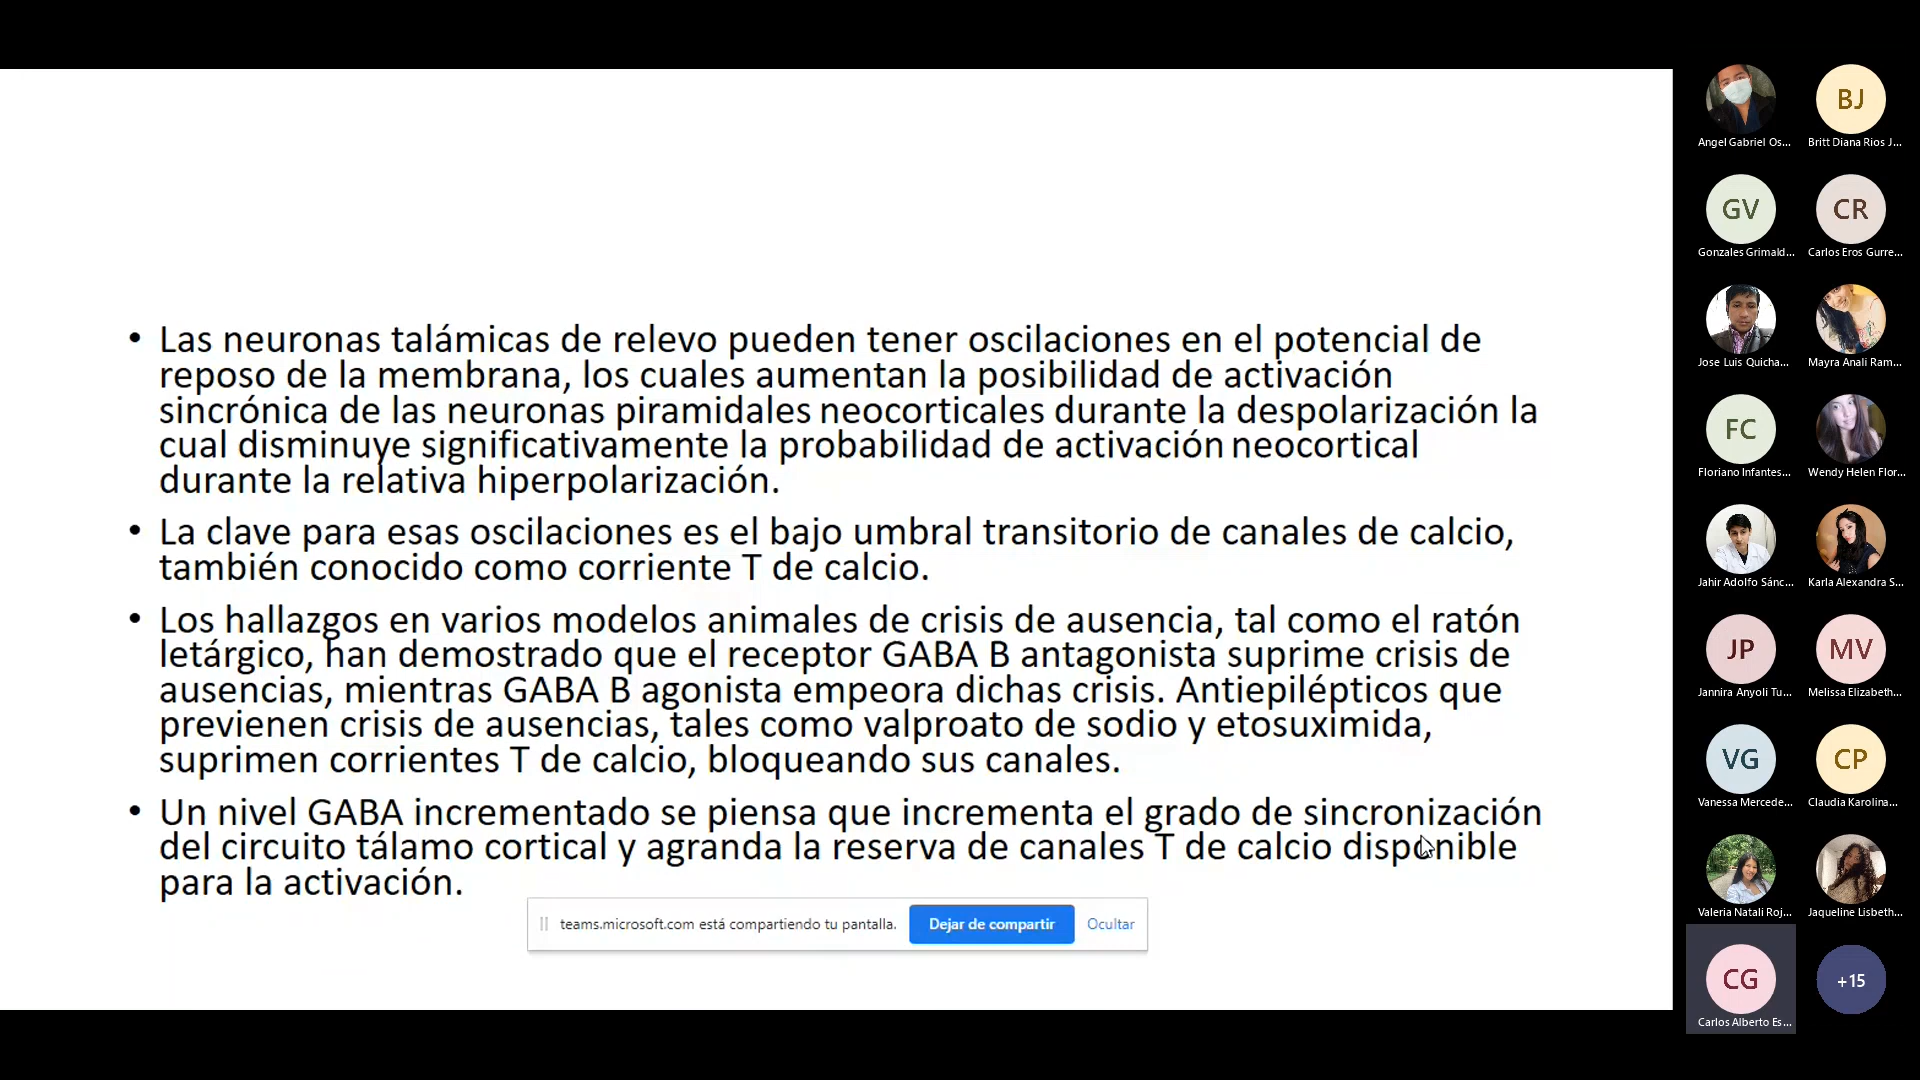 • Las neuronas talámicas de relevo pueden tener oscilaciones en el potencial de
reposo de la membrana, los cuales aumentan la posibilidad de activación
sincrónica de las neuronas piramidales neocorticales durante la despolarización la
cual disminuye significativamente la probabilidad de activación neocortical
durante la relativa hiperpolarización.
• La clave para esas oscilaciones es el bajo umbral transitorio de canales de calcio,
también conocido como corriente T de calcio.
• Los hallazgos en varios modelos animales de crisis de ausencia, tal como el ratón
letárgico, han demostrado que el receptor GABA B antagonista suprime crisis de
ausencias, mientras GABA B agonista empeora dichas crisis. Antiepilépticos que
previenen crisis de ausencias, tales como valproato de sodio y etosuximida,
suprimen corrientes T de calcio, bloqueando sus canales.
• Un nivel GABA incrementado se piensa que incrementa el grado de sincronización
del circuito tálamo cortical y agranda la reserva de canales T de calcio disponible
para la activación.
teams.microsoft.com está compartiendo tu pantalla. Dejar de compartir Ocultar
BJ
Angel Gabriel Os... Britt Diana Rios J...
GV CR
Gonzales Grimald... Carlos Eros Gurre...
Jose Luis Quicha... Mayra Anali Ram...
FC
Floriano Infantes... Wendy Helen Flor...
Jahir Adolfo Sánc... Karla Alexandra S...
JP MV
Jannira Anyoli Tu... Melissa Elizabeth...
VG CP
Vanessa Mercede... Claudia Karolina...
Valeria Natali Roj... Jaqueline Lisbeth...
CG +15
Carlos Alberto Es...